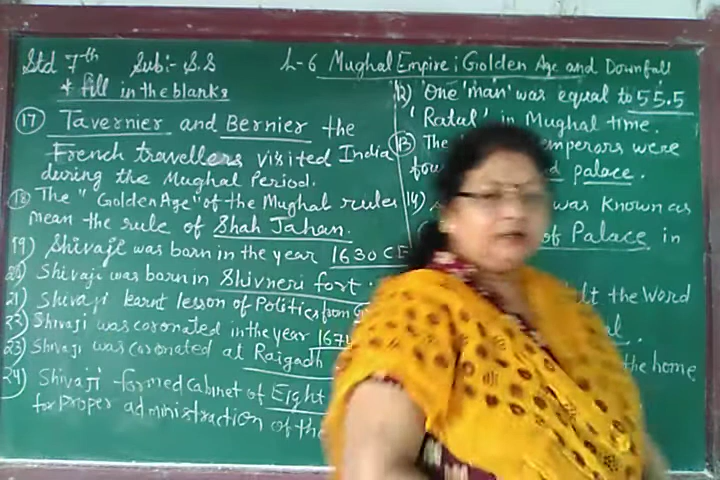 Std 7th Sub:- S.S L-6 Mughal Empire ; Golden Age and Downfall
* fill in the blanks
17) Tavernier and Bernier the
French travellers visited India
during the Mughal Period.
18) The "Golden Age" of the Mughal rules
mean the rule of Shah Jahan.
19) Shivaji was born in the year 1630 CE
20) Shivaji was born in Shivneri fort.
21) Shivaji learnt lesson of Politics from
22) Shivaji was coronated in the year
23) Shivaji was coronated at Raigadh
24) Shivaji formed Cabinet of Eight
for Proper administraction of the
12) 'One 'man' was equal to 55.5
'Ratal' in Mughal time.
13 The emperors were
palace.
14) was known as
of Palace in
the Word
the home